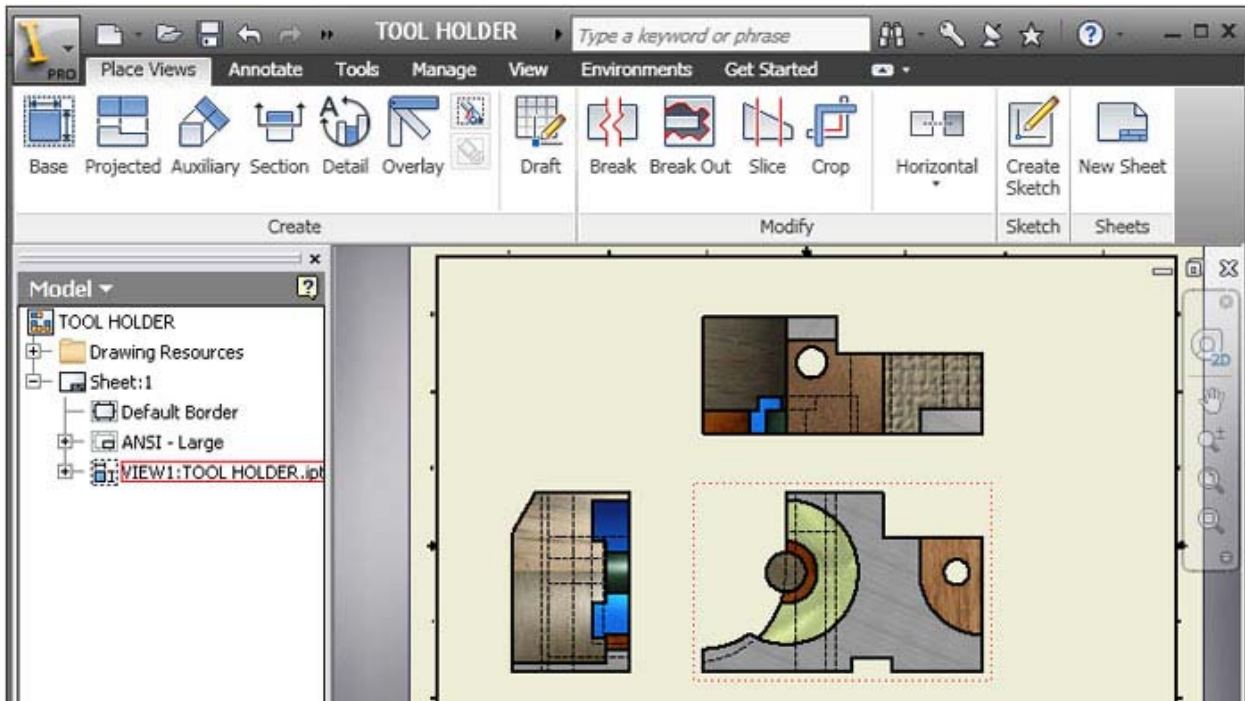 TOOL HOLDER
Type a keyword or phrase
PRO
Place Views
Annotate
Tools
Manage
View
Environments
Get Started
Base
Projected
Auxiliary
Section
Detail
Overlay
Draft
Break
Break Out
Slice
Crop
Horizontal
Create
Sketch
New Sheet
Create
Modify
Sketch
Sheets
Model
TOOL HOLDER
Drawing Resources
Sheet:1
Default Border
ANSI - Large
VIEW1:TOOL HOLDER.ipt
2D